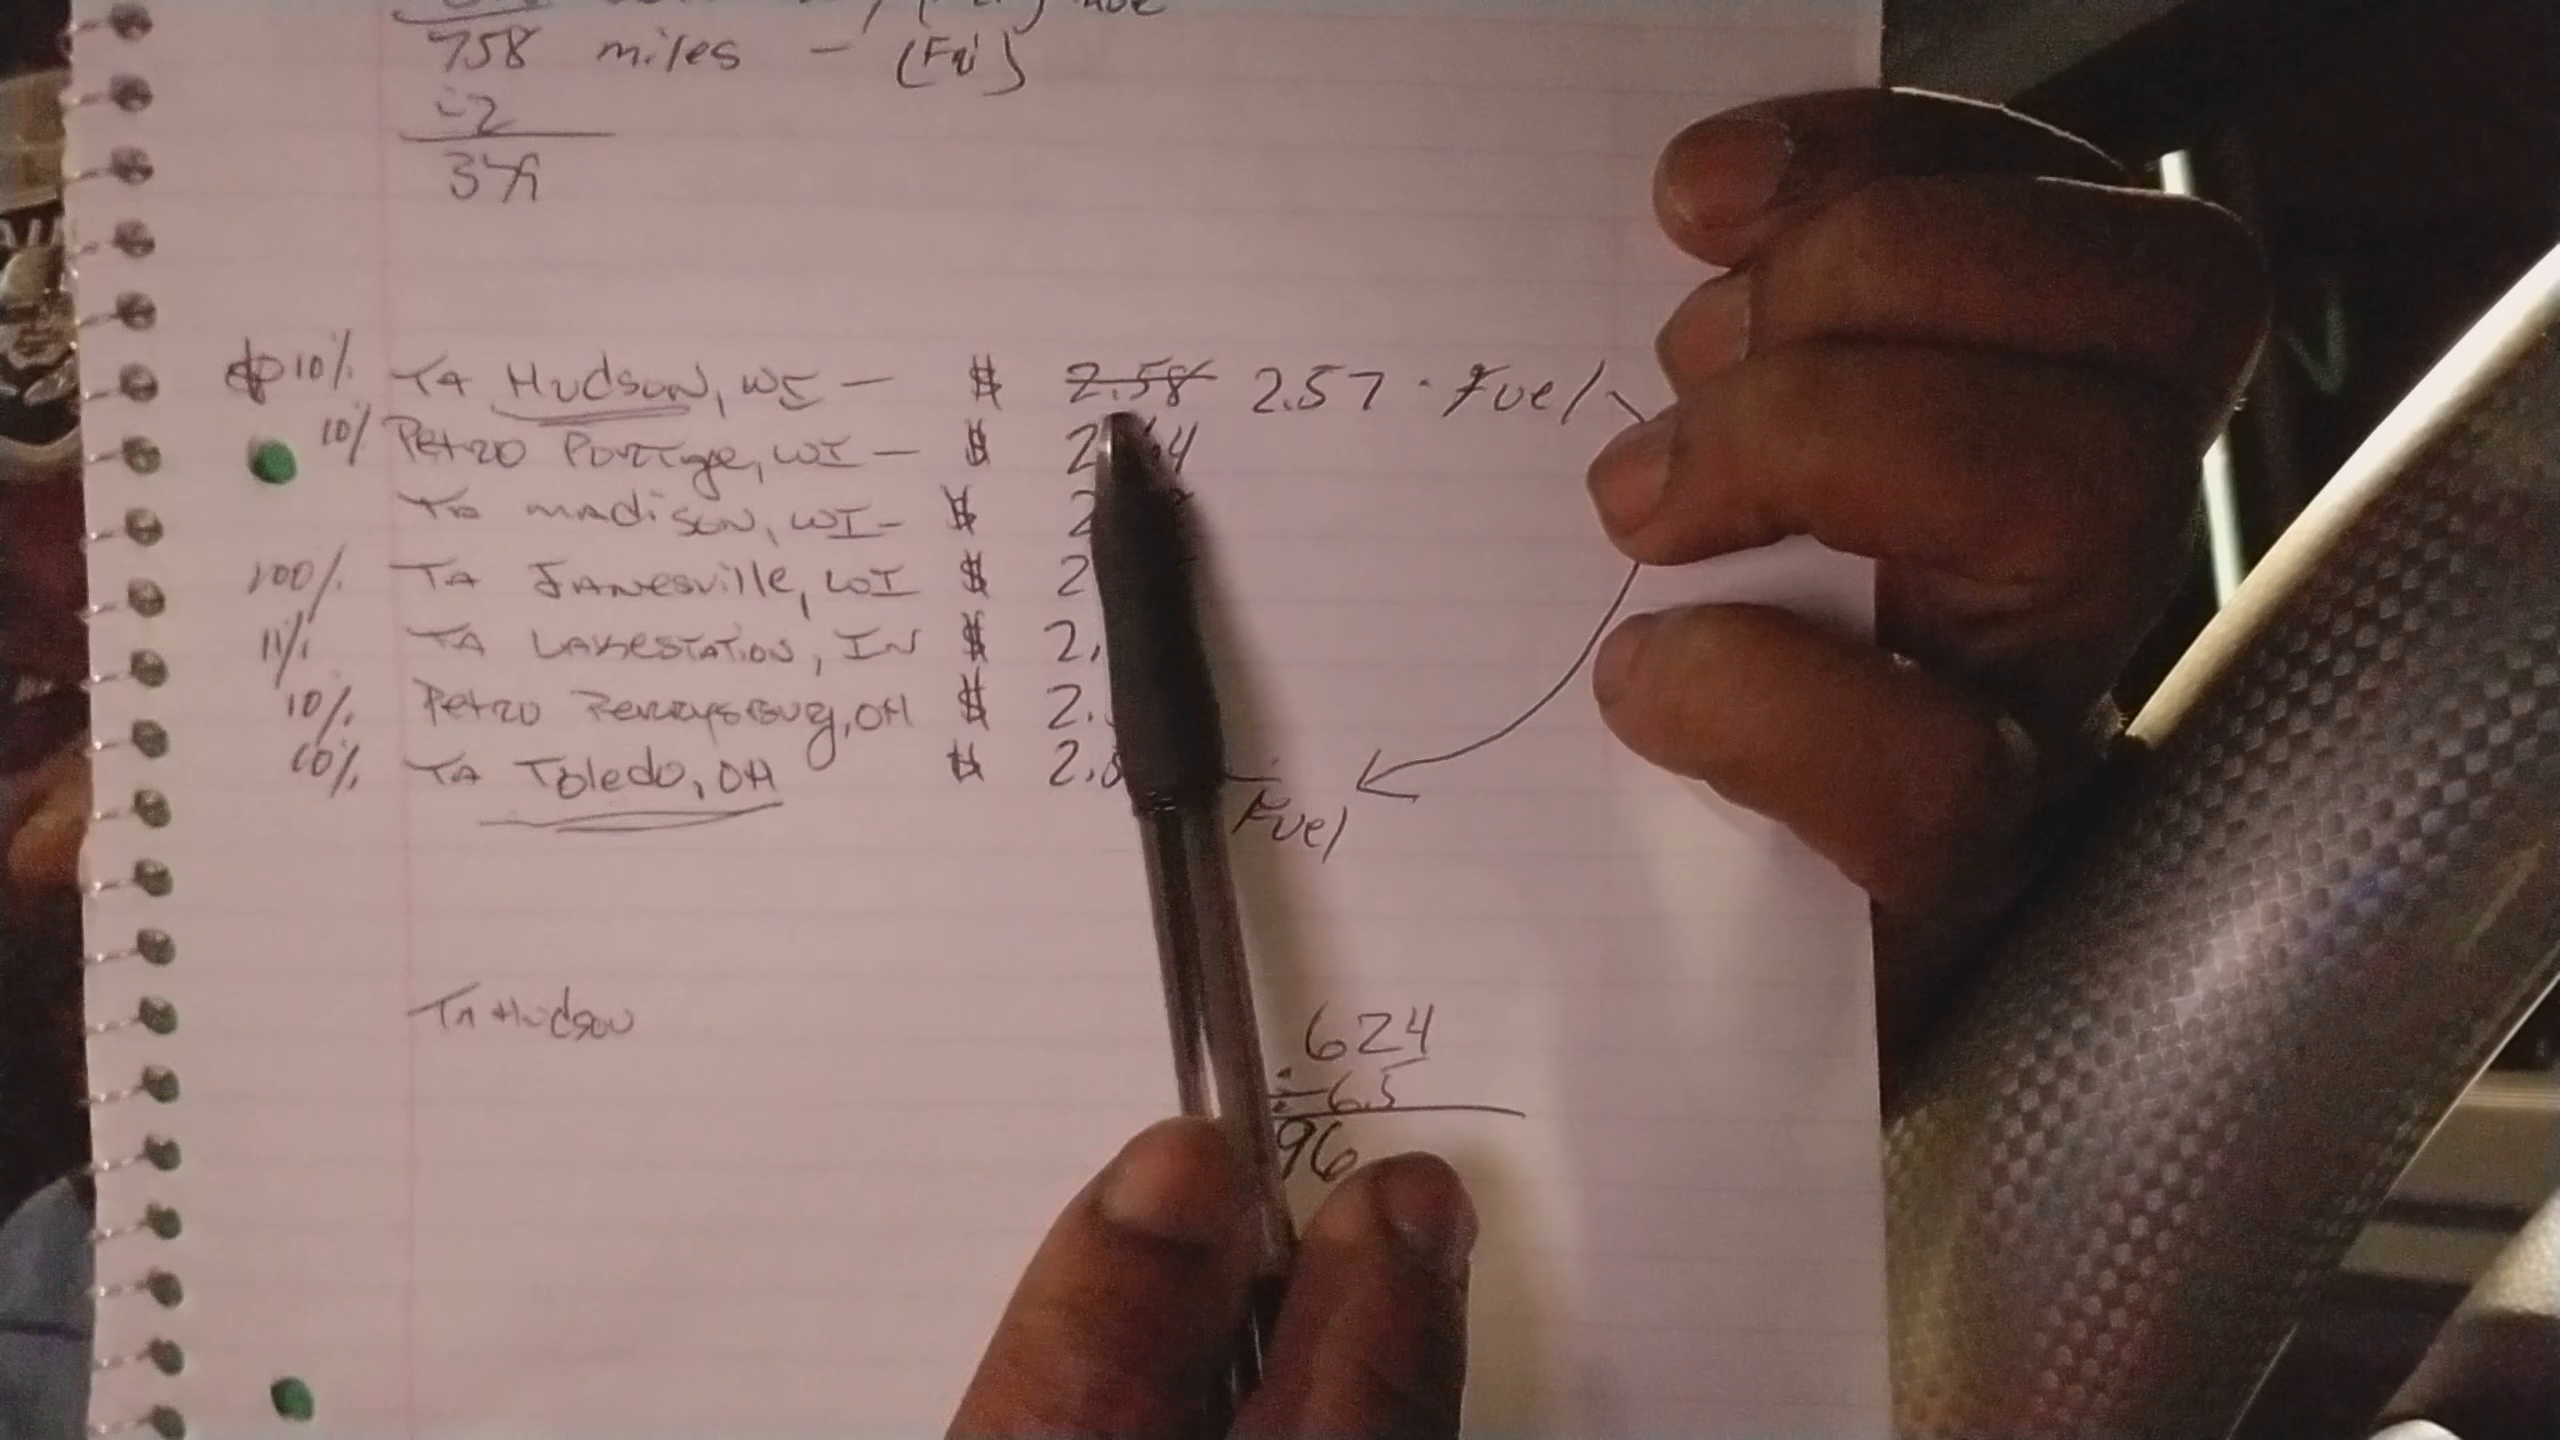 758 miles - (Fri)
÷2
379
$10% TA Hudson, WI - $ 2.58 2.57 · Fuel
10% Petro Portage, WI - $ 2.64
TA Madison, WI - $ 2
100% TA Janesville, WI $ 2
11% TA Lakestation, IN $ 2.
10% Petro Perrysburg, OH $ 2.
10% TA Toledo, OH $ 2.
Fuel
TA Hudson
624
÷ 6.5
96